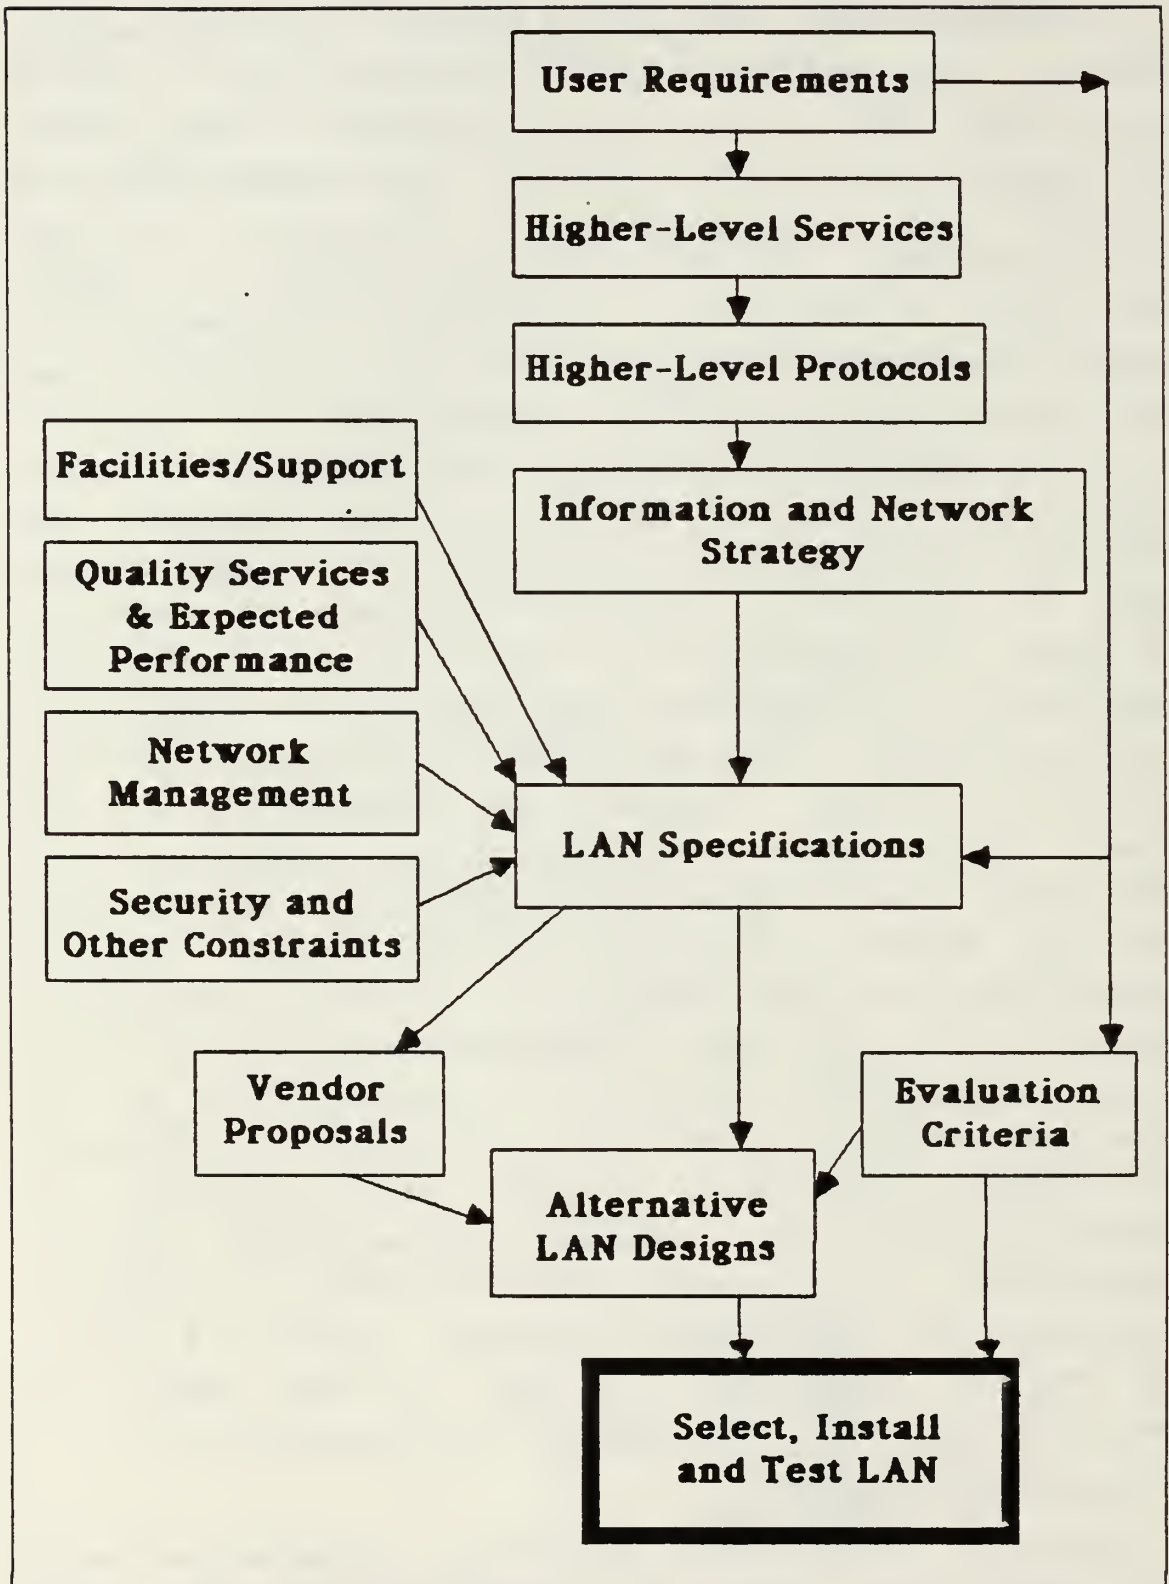 User Requirements
Higher-Level Services
Higher-Level Protocols
Information and Network
Strategy
Facilities/Support
Quality Services
& Expected
Performance
Network
Management
Security and
Other Constraints
LAN Specifications
Vendor
Proposals
Evaluation
Criteria
Alternative
LAN Designs
Select, Install
and Test LAN